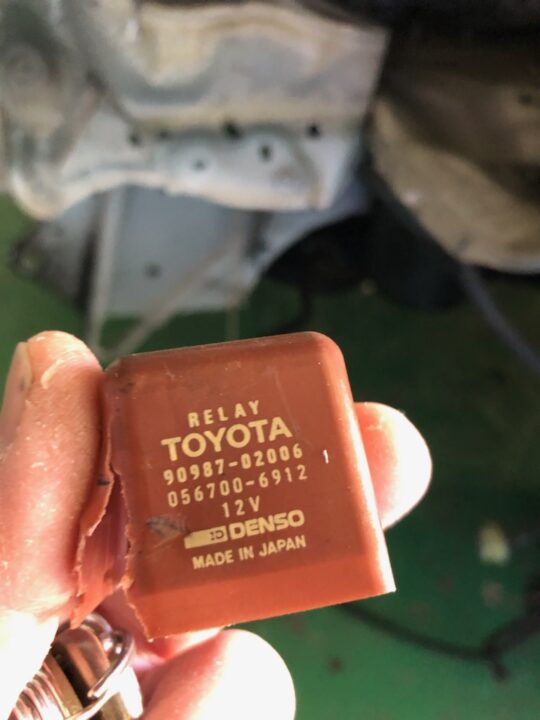 RELAY
TOYOTA
90987-02006
056700-6912
12V
DENSO
MADE IN JAPAN